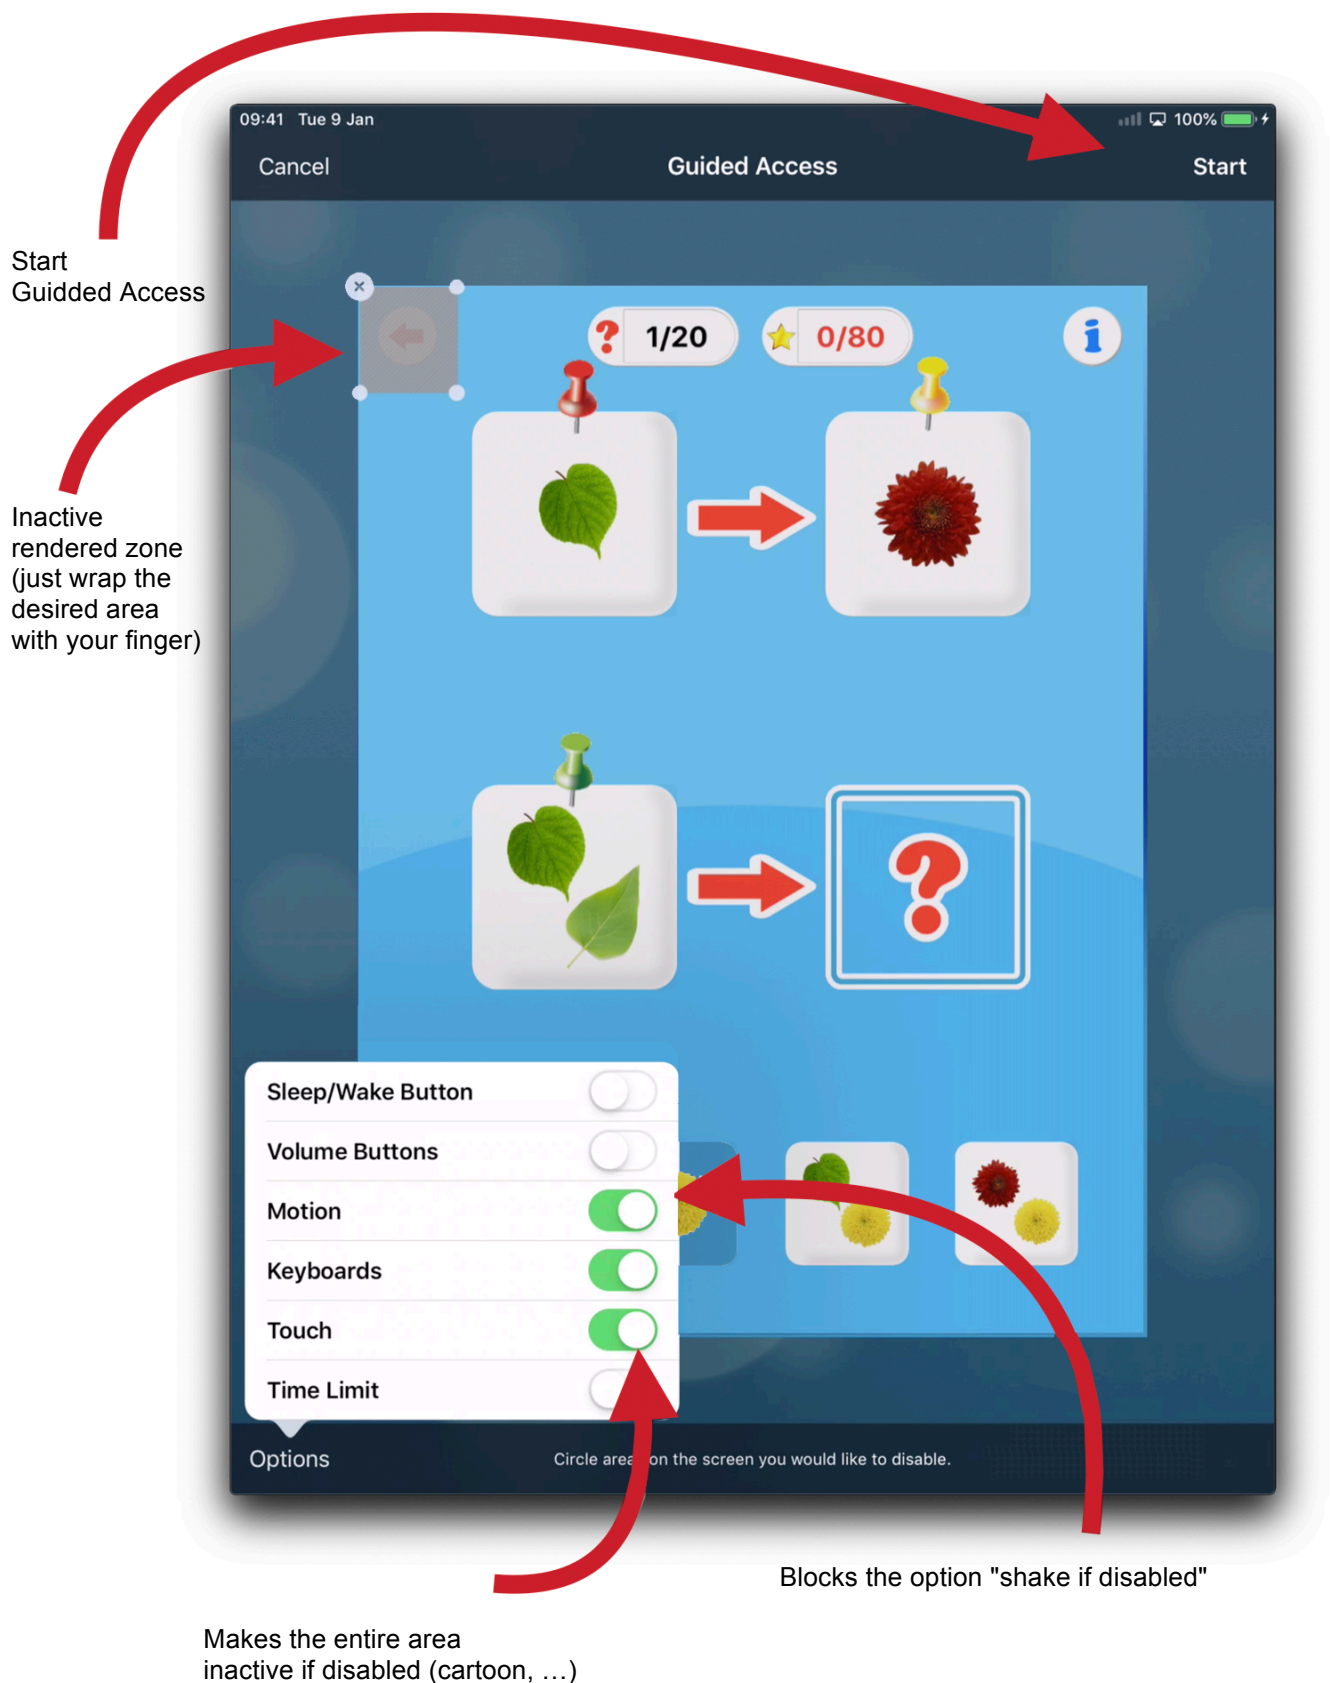 09:41 Tue 9 Jan
100%
Cancel
Guided Access
Start
Start
Guidded Access
1/20
0/80
i
?
Inactive
rendered zone
(just wrap the
desired area
with your finger)
?
Sleep/Wake Button
Volume Buttons
Motion
Keyboards
Touch
Time Limit
Options
Circle area on the screen you would like to disable.
Blocks the option "shake if disabled"
Makes the entire area
inactive if disabled (cartoon, …)